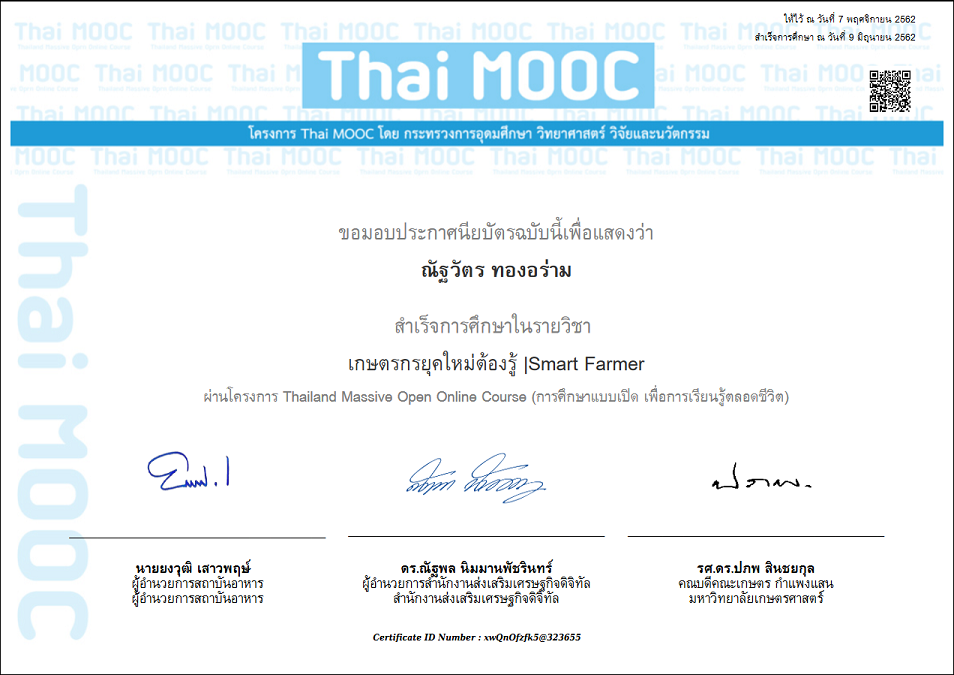 ให้ไว้ ณ วันที่ 7 พฤศจิกายน 2562
สำเร็จการศึกษา ณ วันที่ 9 มิถุนายน 2562
Thai MOOC
โครงการ Thai MOOC โดย กระทรวงการอุดมศึกษา วิทยาศาสตร์ วิจัยและนวัตกรรม
Thai MOOC
ขอมอบประกาศนียบัตรฉบับนี้เพื่อแสดงว่า
ณัฐวัตร ทองอร่าม
สำเร็จการศึกษาในรายวิชา
เกษตรกรยุคใหม่ต้องรู้ |Smart Farmer
ผ่านโครงการ Thailand Massive Open Online Course (การศึกษาแบบเปิด เพื่อการเรียนรู้ตลอดชีวิต)
นายยงวุฒิ เสาวพฤษ์
ผู้อำนวยการสถาบันอาหาร
ผู้อำนวยการสถาบันอาหาร
ดร.ณัฐพล นิมมานพัชรินทร์
ผู้อำนวยการสำนักงานส่งเสริมเศรษฐกิจดิจิทัล
สำนักงานส่งเสริมเศรษฐกิจดิจิทัล
รศ.ดร.ปภพ สินชยกุล
คณบดีคณะเกษตร กำแพงแสน
มหาวิทยาลัยเกษตรศาสตร์
Certificate ID Number : xwQnOfzfk5@323655